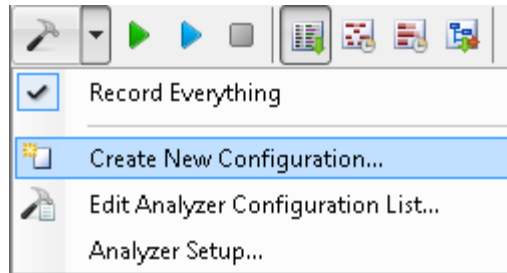 Record Everything
Create New Configuration...
Edit Analyzer Configuration List...
Analyzer Setup...